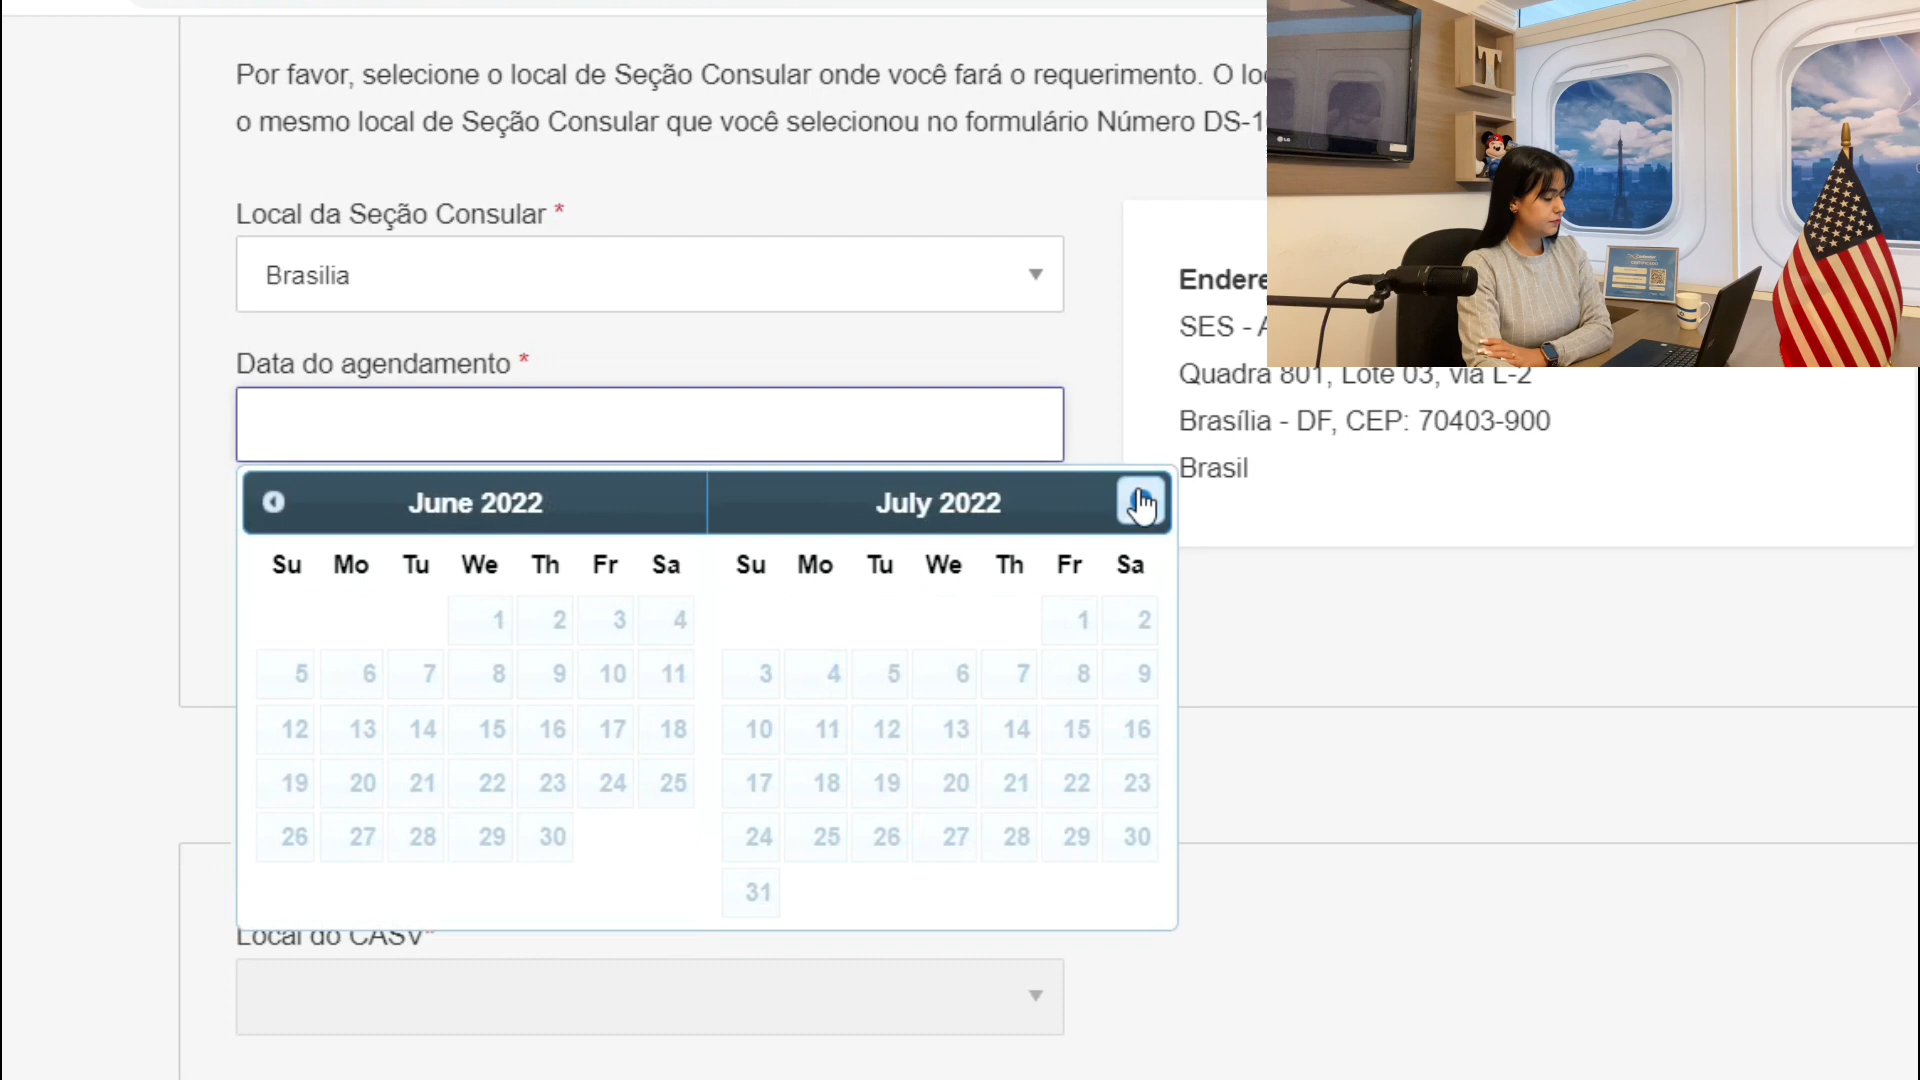 Por favor, selecione o local de Seção Consular onde você fará o requerimento. O
o mesmo local de Seção Consular que você selecionou no formulário Número
Local da Seção Consular *
Brasilia
Data do agendamento *
SES -
Quadra 801, Lote 03, via L-2
Brasília - DF, CEP: 70403-900
Brasil
June 2022
Su Mo Tu We Th Fr Sa
1 2 3 4
5 6 7 8 9 10 11
12 13 14 15 16 17 18
19 20 21 22 23 24 25
26 27 28 29 30
July 2022
Su Mo Tu We Th Fr Sa
1 2
3 4 5 6 7 8 9
10 11 12 13 14 15 16
17 18 19 20 21 22 23
24 25 26 27 28 29 30
31
Local do CASV*
T
LG